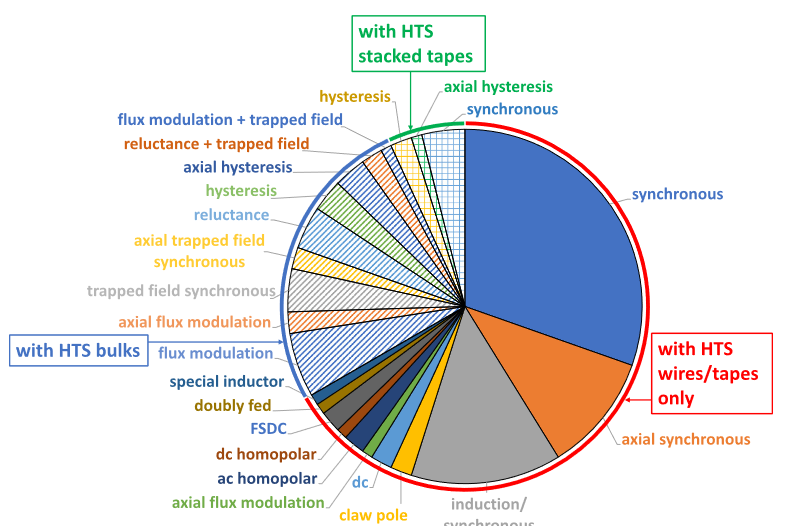 with HTS
stacked tapes
axial hysteresis
hysteresis
synchronous
flux modulation + trapped field
reluctance + trapped field
axial hysteresis
hysteresis
synchronous
reluctance
axial trapped field
synchronous
trapped field synchronous
axial flux modulation
with HTS bulks
flux modulation
with HTS
wires/tapes
only
special inductor
doubly fed
FSDC
axial synchronous
dc homopolar
ac homopolar
dc
axial flux modulation
claw pole
induction/
synchronous